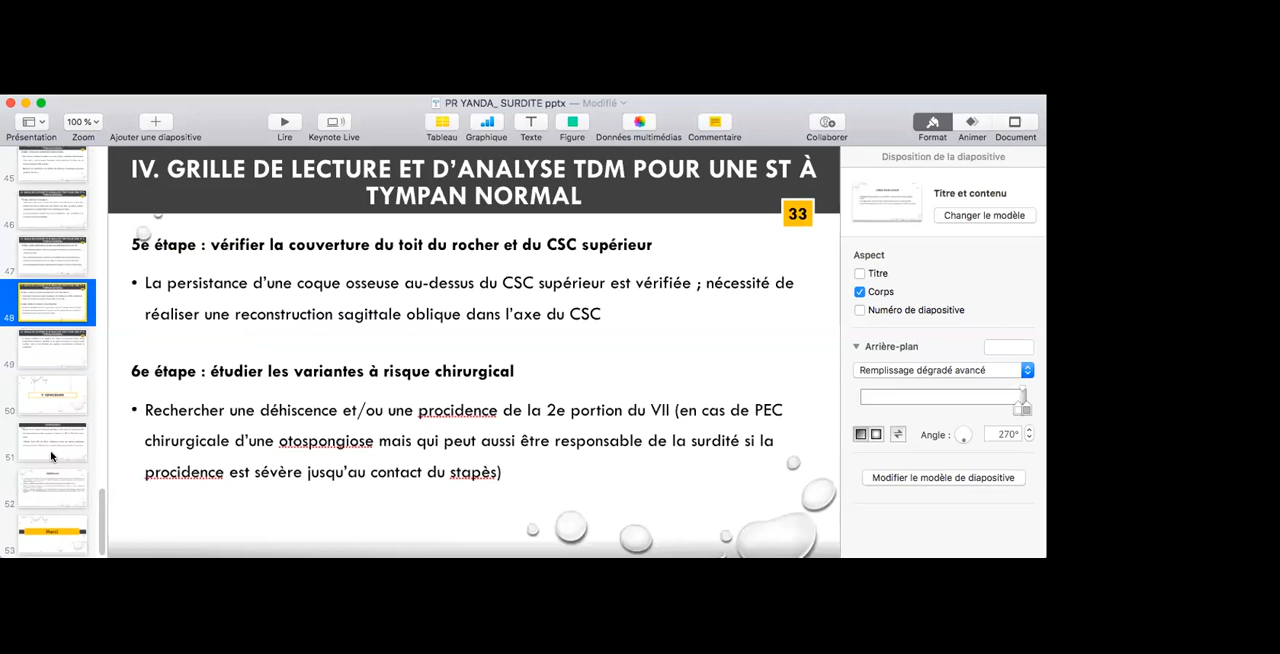 PR YANDA_ SURDITE pptx — Modifié
100 %
Présentation Zoom Ajouter une diapositive Lire Keynote Live Tableau Graphique Texte Figure Données multimédias Commentaire Collaborer Format Animer Document
45
46
47
48
49
50
51
52
Merci
53
IV. GRILLE DE LECTURE ET D'ANALYSE TDM POUR UNE ST À
TYMPAN NORMAL
33
5e étape : vérifier la couverture du toit du rocher et du CSC supérieur
• La persistance d'une coque osseuse au-dessus du CSC supérieur est vérifiée ; nécessité de
réaliser une reconstruction sagittale oblique dans l'axe du CSC
6e étape : étudier les variantes à risque chirurgical
• Rechercher une déhiscence et/ou une procidence de la 2e portion du VII (en cas de PEC
chirurgicale d'une otospongiose mais qui peut aussi être responsable de la surdité si la
procidence est sévère jusqu'au contact du stapès)
Disposition de la diapositive
Titre et contenu
Changer le modèle
Aspect
Titre
Corps
Numéro de diapositive
Arrière-plan
Remplissage dégradé avancé
Angle : 270°
Modifier le modèle de diapositive